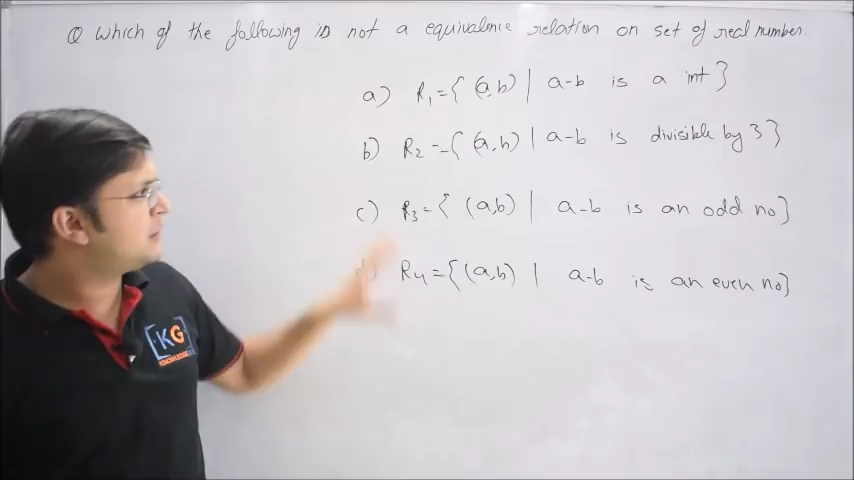 Q which of the following is not a equivalence relation on set of real number.
a) R1={(a,b) | a-b is a int}
b) R2={(a,b) | a-b is divisible by 3}
c) R3={ (a,b) | a-b is an odd no}
d) R4={(a,b) | a-b is an even no}
KG